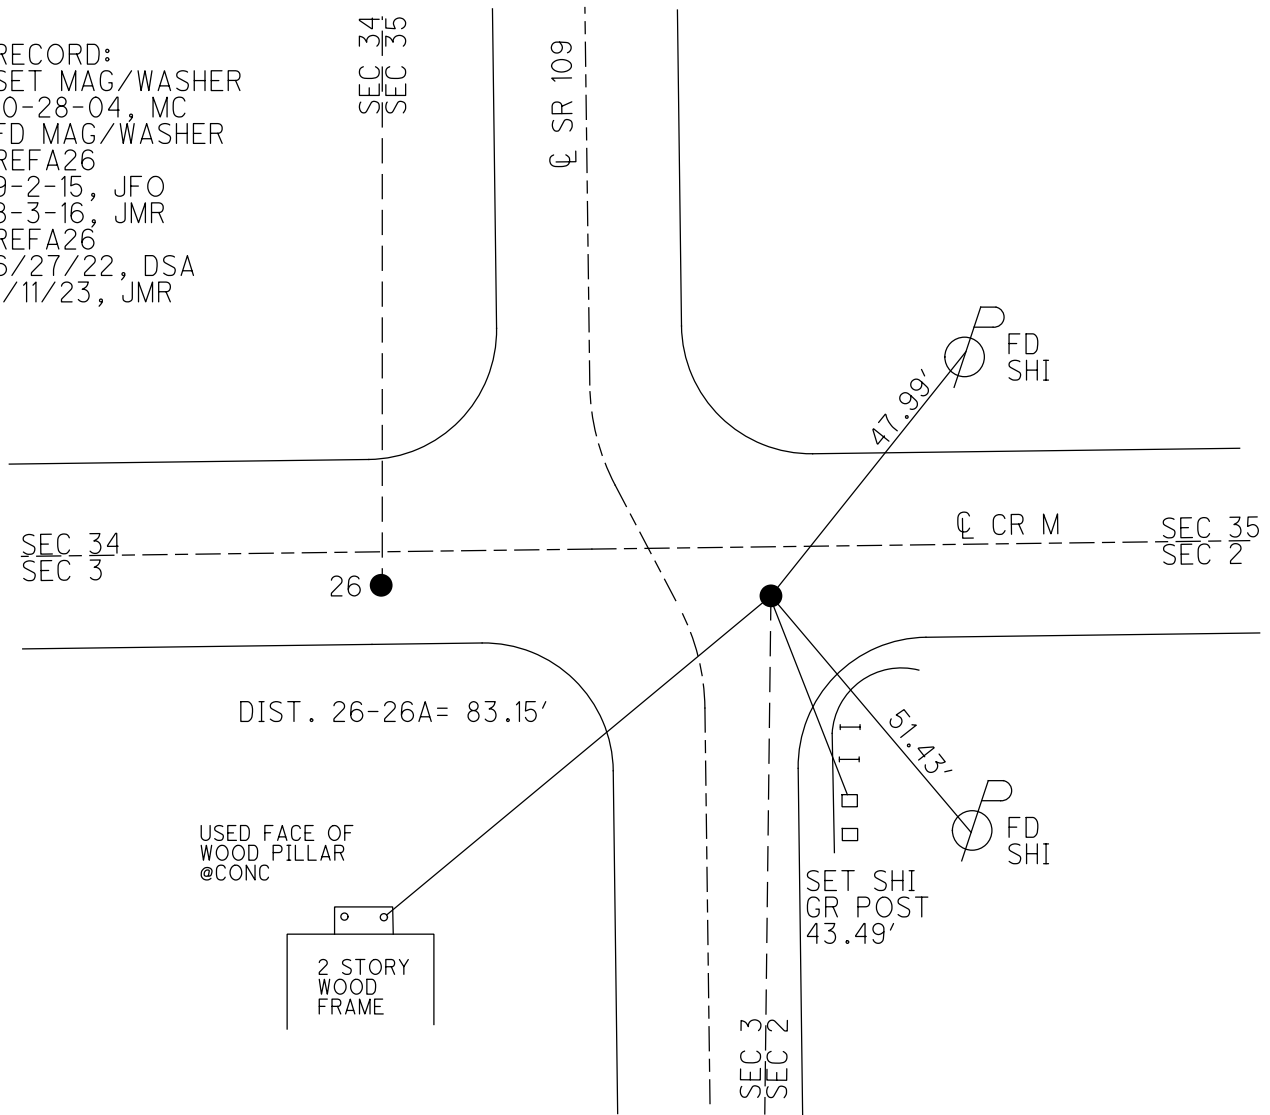 RECORD:
SET MAG/WASHER
0-28-04, MC
FD MAG/WASHER
REFA26
9-2-15, JFO
3-3-16, JMR
REFA26
6/27/22, DSA
/11/23, JMR
SEC 34
SEC 35
℄ SR 109
FD
SHI
47.99'
SEC 34
SEC 3
℄ CR M
SEC 35
SEC 2
26
DIST. 26-26A= 83.15'
51.43'
FD
SHI
USED FACE OF
WOOD PILLAR
@CONC
SET SHI
GR POST
43.49'
2 STORY
WOOD
FRAME
SEC 3
SEC 2